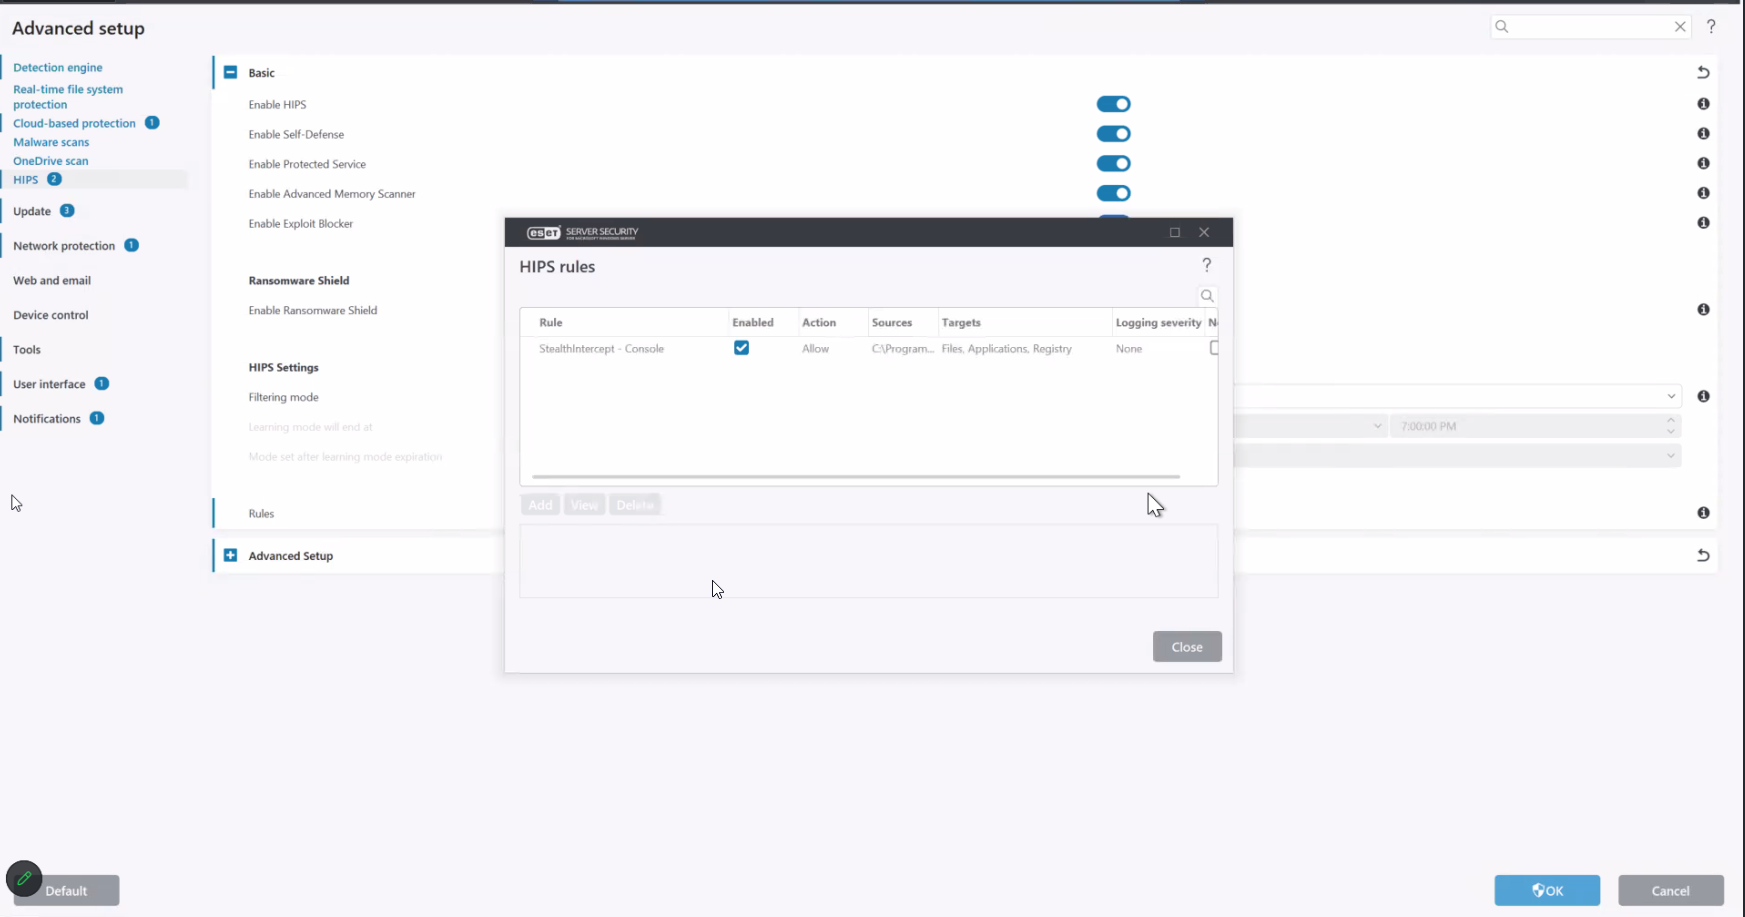 Advanced setup
?
Detection engine
Real-time file system
protection
Cloud-based protection 1
Malware scans
OneDrive scan
HIPS 2
Update 3
Network protection 1
Web and email
Device control
Tools
User interface 1
Notifications 1
Basic
Enable HIPS
Enable Self-Defense
Enable Protected Service
Enable Advanced Memory Scanner
Enable Exploit Blocker
Ransomware Shield
Enable Ransomware Shield
HIPS Settings
Filtering mode
Learning mode will end at
7:00:00 PM
Mode set after learning mode expiration
Rules
Advanced Setup
eset SERVER SECURITY
FOR MICROSOFT WINDOWS SERVER
HIPS rules
?
Rule Enabled Action Sources Targets Logging severity
StealthIntercept - Console Allow C:\Program... Files, Applications, Registry None
Add View Delete
Close
Default
OK
Cancel